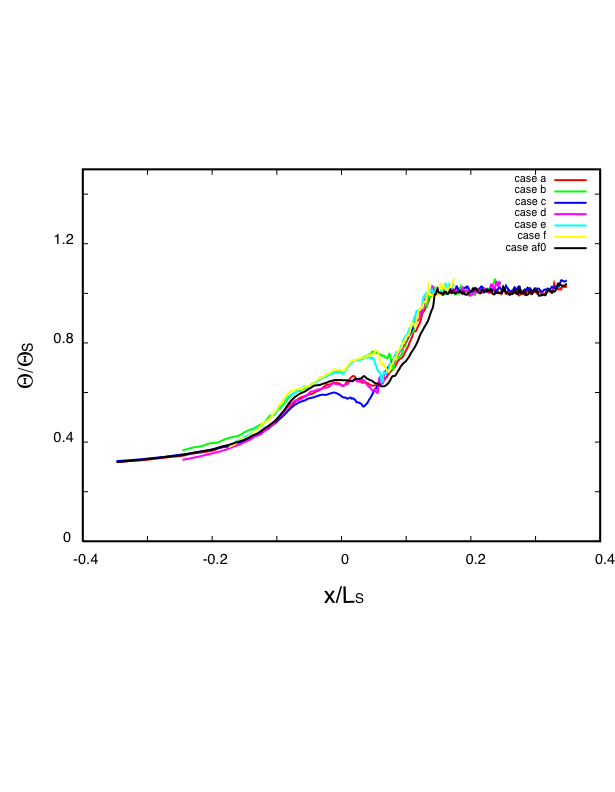 case a
case b
case c
case d
case e
case f
case af0
1.2
0.8
0.4
0
-0.4
-0.2
0
0.2
0.4
Θ/ΘS
x/LS